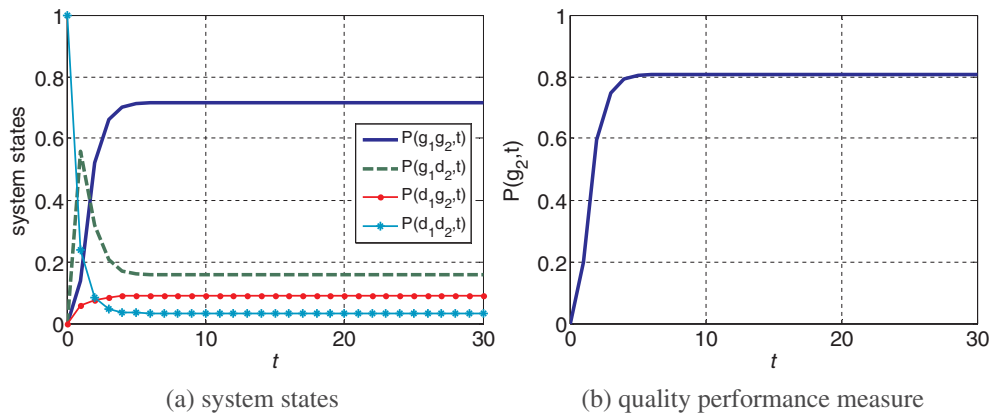 system states
1
0.8
0.6
0.4
0.2
0
0
10
20
30
t
P(g₁g₂,t)
P(g₁d₂,t)
P(d₁g₂,t)
P(d₁d₂,t)
(a) system states
P(g₂,t)
1
0.8
0.6
0.4
0.2
0
0
10
20
30
t
(b) quality performance measure